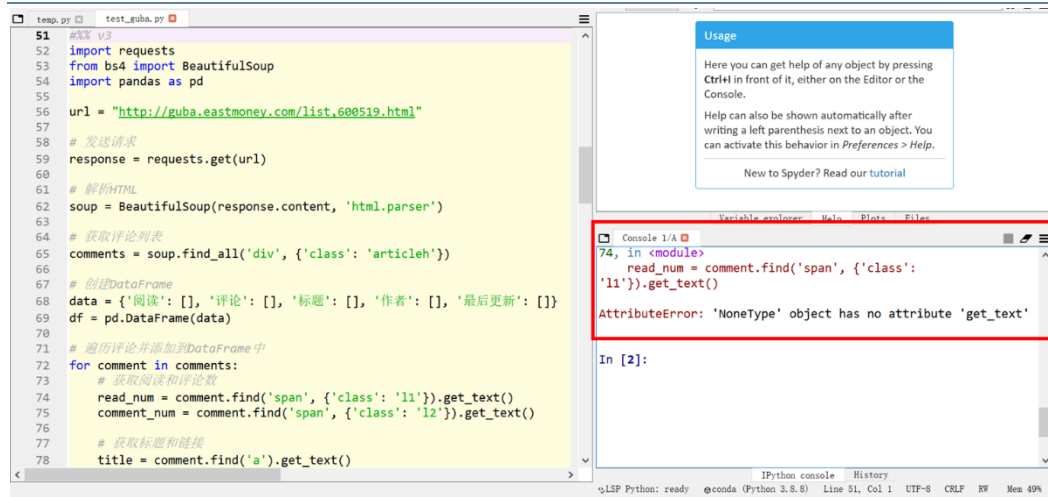 temp.py
test_guba.py
51 #%% v3
52 import requests
53 from bs4 import BeautifulSoup
54 import pandas as pd
55
56 url = "http://guba.eastmoney.com/list,600519.html"
57
58 # 发送请求
59 response = requests.get(url)
60
61 # 解析HTML
62 soup = BeautifulSoup(response.content, 'html.parser')
63
64 # 获取评论列表
65 comments = soup.find_all('div', {'class': 'articleh'})
66
67 # 创建DataFrame
68 data = {'阅读': [], '评论': [], '标题': [], '作者': [], '最后更新': []}
69 df = pd.DataFrame(data)
70
71 # 遍历评论并添加到DataFrame中
72 for comment in comments:
73 # 获取阅读和评论数
74 read_num = comment.find('span', {'class': 'l1'}).get_text()
75 comment_num = comment.find('span', {'class': 'l2'}).get_text()
76
77 # 获取标题和链接
78 title = comment.find('a').get_text()
Usage
Here you can get help of any object by pressing
Ctrl+I in front of it, either on the Editor or the
Console.
Help can also be shown automatically after
writing a left parenthesis next to an object. You
can activate this behavior in Preferences > Help.
New to Spyder? Read our tutorial
Variable explorer Help Plots Files
Console 1/A
74, in <module>
read_num = comment.find('span', {'class':
'l1'}).get_text()
AttributeError: 'NoneType' object has no attribute 'get_text'
In [2]:
IPython console History
LSP Python: ready conda (Python 3.8.8) Line 51, Col 1 UTF-8 CRLF RW Mem 49%